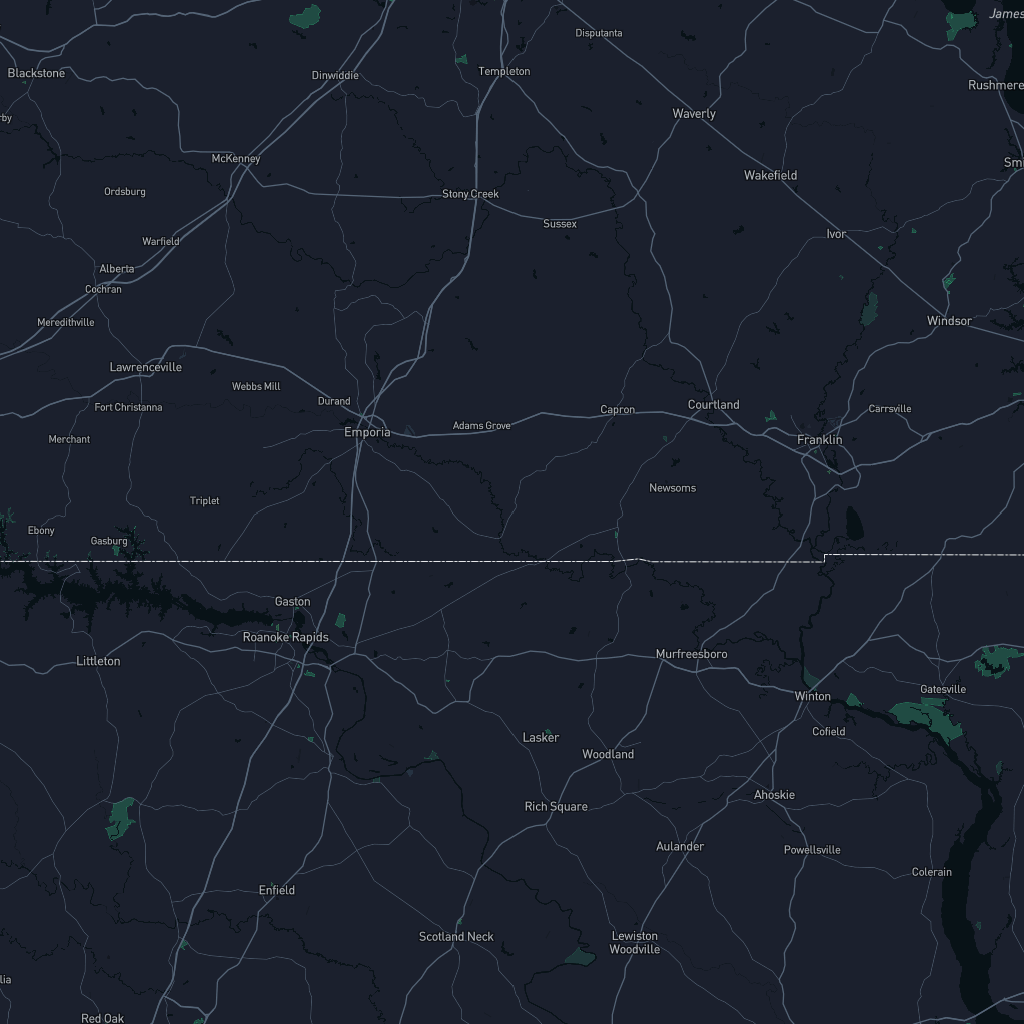 James
Disputanta
Blackstone
Dinwiddie
Templeton
Rushmere
Waverly
rby
McKenney
Smi
Wakefield
Ordsburg
Stony Creek
Sussex
Ivor
Warfield
Alberta
Cochran
Meredithville
Windsor
Lawrenceville
Webbs Mill
Durand
Fort Christanna
Capron
Courtland
Carrsville
Adams Grove
Emporia
Merchant
Franklin
Newsoms
Triplet
Ebony
Gasburg
Gaston
Roanoke Rapids
Littleton
Murfreesboro
Gatesville
Winton
Cofield
Lasker
Woodland
Ahoskie
Rich Square
Aulander
Powellsville
Colerain
Enfield
Scotland Neck
Lewiston
Woodville
lia
Red Oak